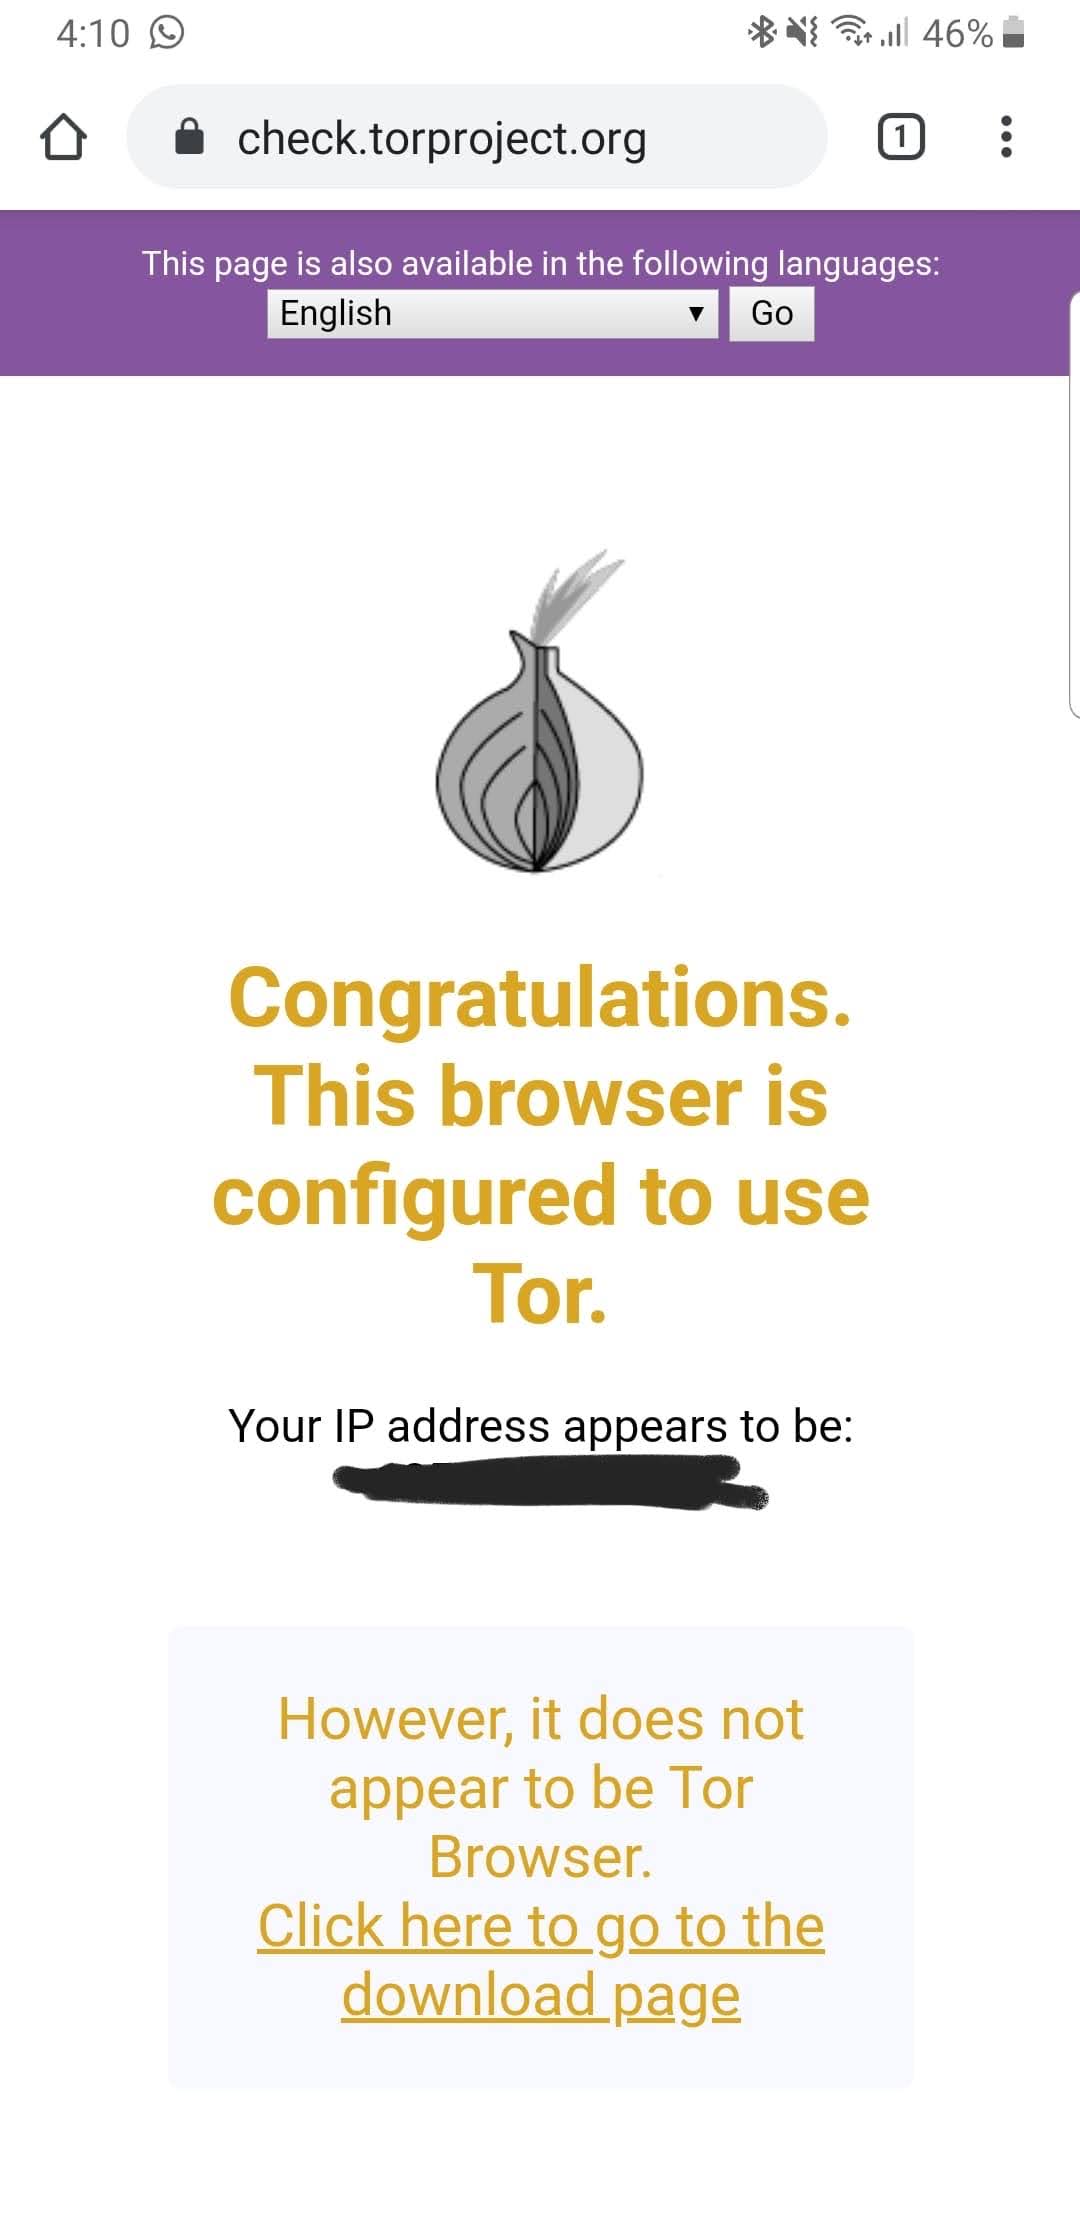 4:10 46%
check.torproject.org 1
This page is also available in the following languages:
English Go
Congratulations.
This browser is
configured to use
Tor.
Your IP address appears to be:
However, it does not
appear to be Tor
Browser.
Click here to go to the
download page